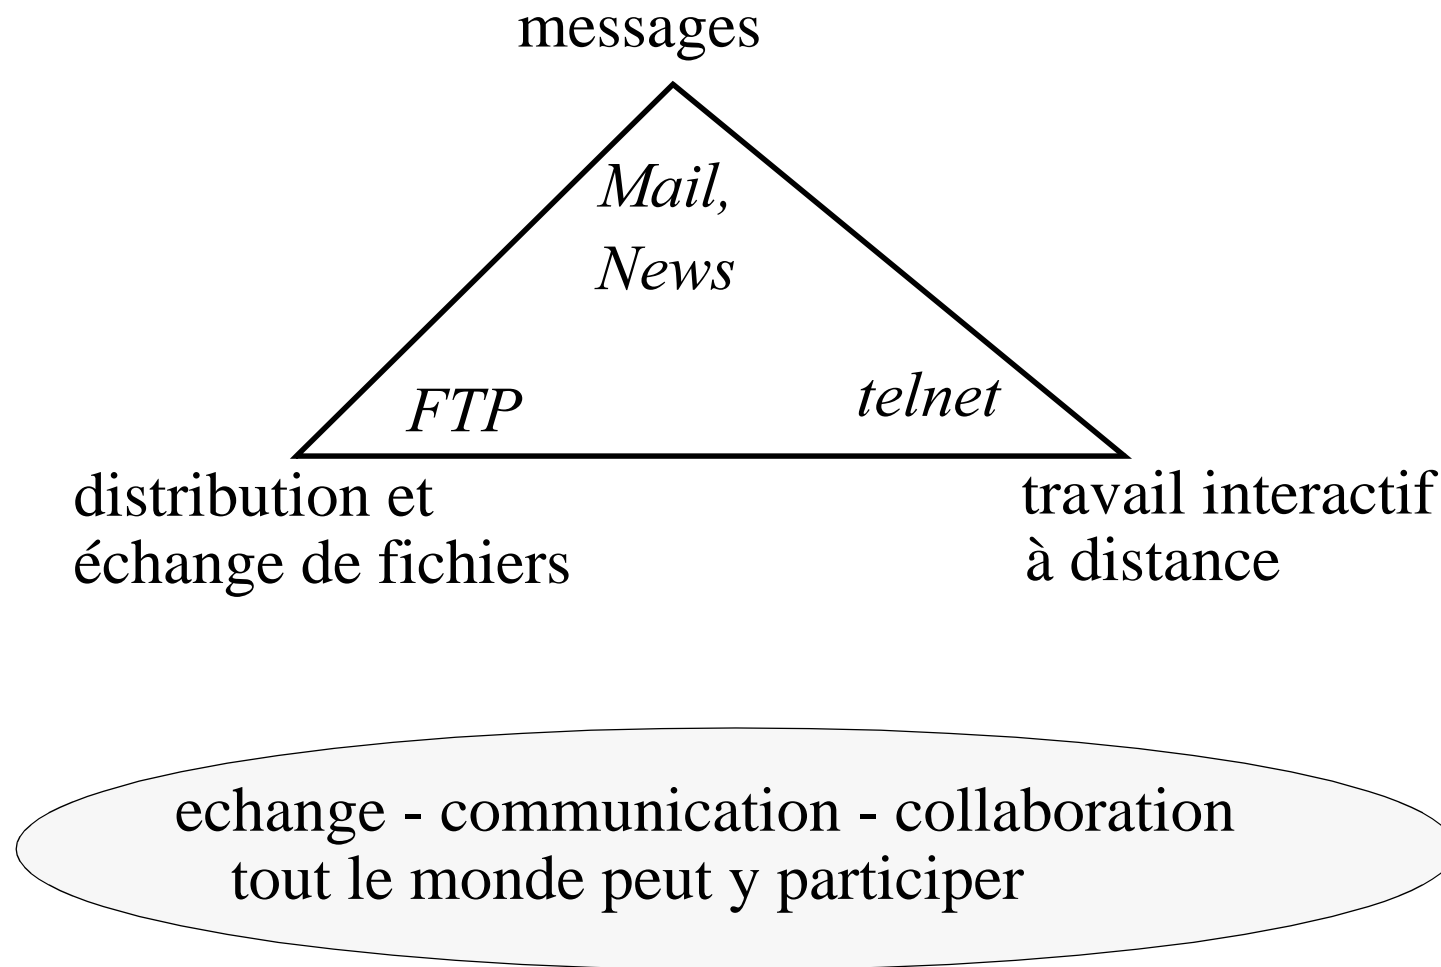 messages
Mail,
News
FTP
telnet
distribution et
échange de fichiers
travail interactif
à distance
echange - communication - collaboration
tout le monde peut y participer